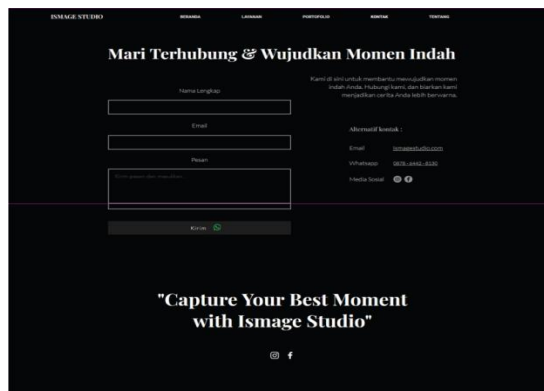 ISMAGE STUDIO
BERANDA LAYANAN PORTOFOLIO KONTAK TENTANG
Mari Terhubung & Wujudkan Momen Indah
Nama Lengkap
Email
Pesan
Kirim
Kami di sini untuk membantu mewujudkan momen
indah Anda. Hubungi kami, dan biarkan kami
menjadikan cerita Anda lebih berwarna.
Alternatif kontak :
Email ismagestudio.com
Whatsapp
Media Sosial
"Capture Your Best Moment
with Ismage Studio"